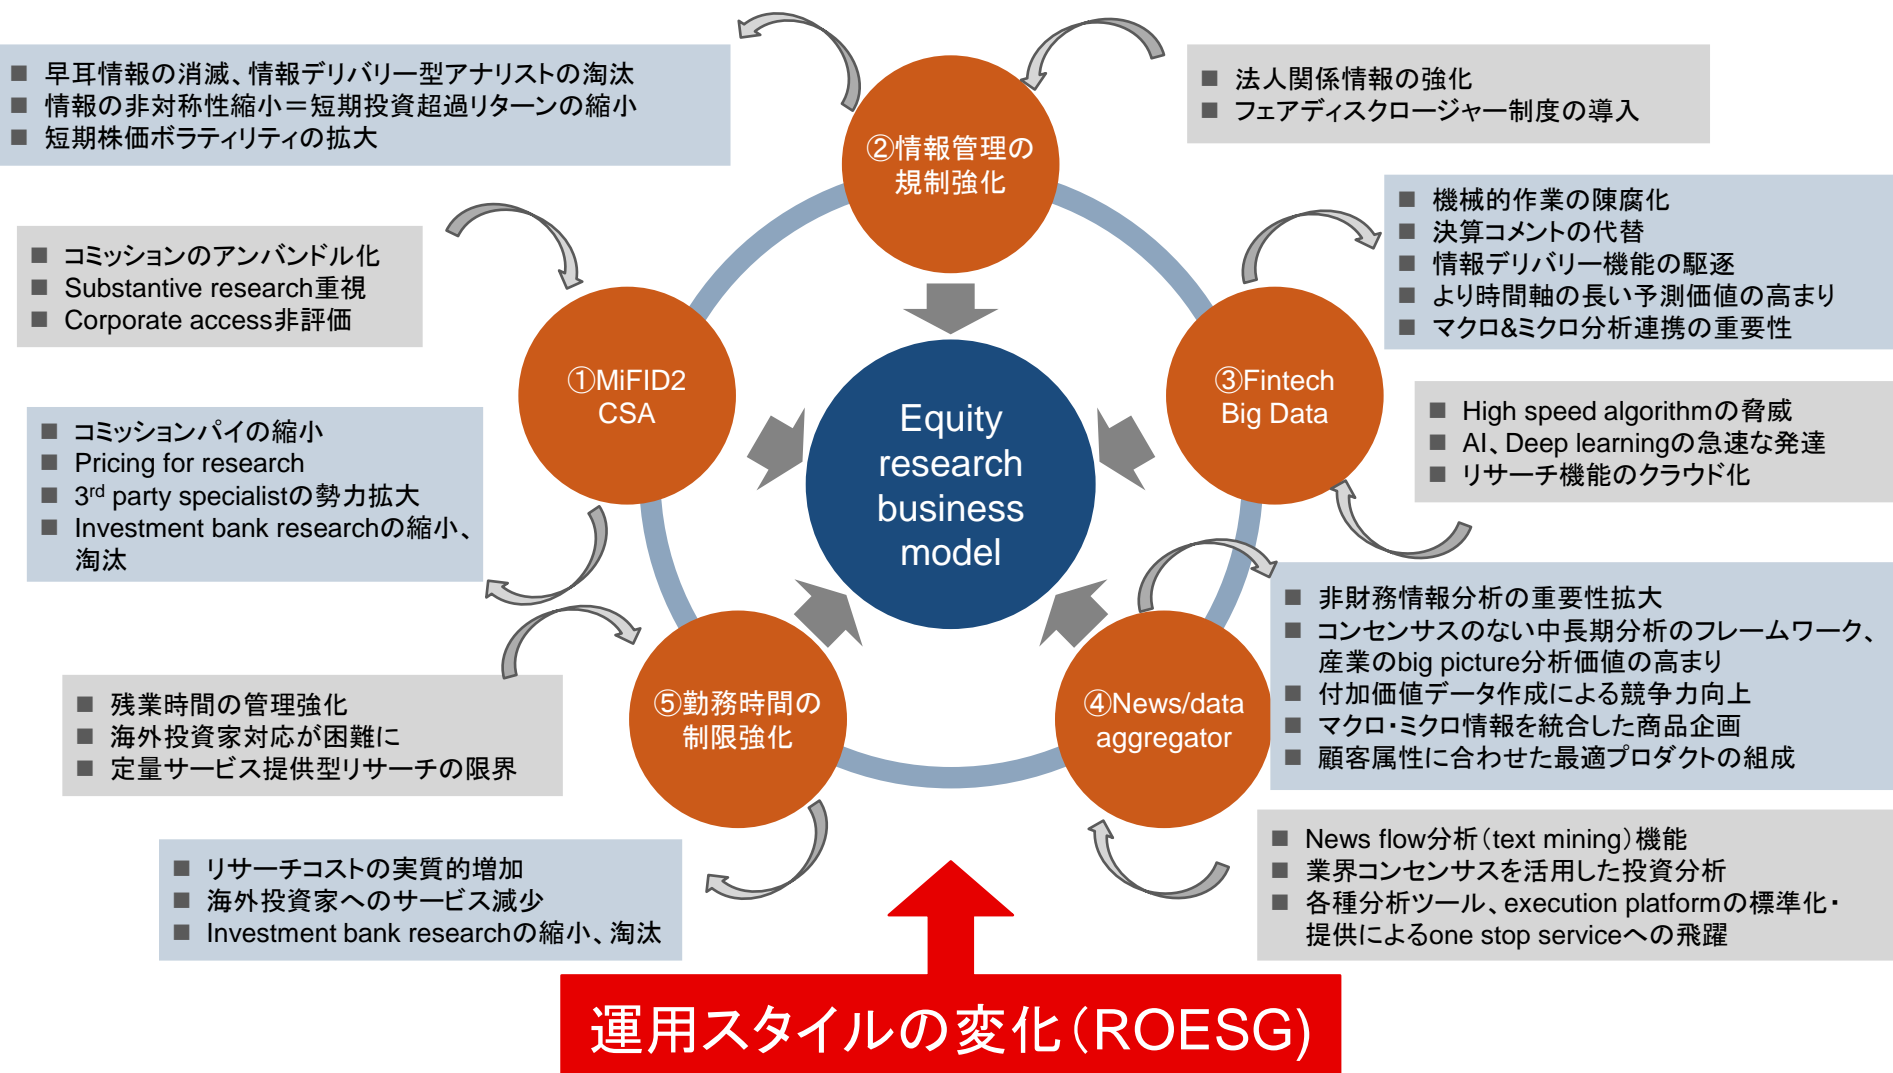 早耳情報の消滅、情報デリバリー型アナリストの淘汰
情報の非対称性縮小＝短期投資超過リターンの縮小
短期株価ボラティリティの拡大
法人関係情報の強化
フェアディスクロージャー制度の導入
②情報管理の
規制強化
機械的作業の陳腐化
決算コメントの代替
情報デリバリー機能の駆逐
より時間軸の長い予測価値の高まり
マクロ&ミクロ分析連携の重要性
コミッションのアンバンドル化
Substantive research重視
Corporate access非評価
①MiFID2
CSA
③Fintech
Big Data
Equity
research
business
model
High speed algorithmの脅威
AI、Deep learningの急速な発達
リサーチ機能のクラウド化
コミッションパイの縮小
Pricing for research
3rd party specialistの勢力拡大
Investment bank researchの縮小、
淘汰
非財務情報分析の重要性拡大
コンセンサスのない中長期分析のフレームワーク、
産業のbig picture分析価値の高まり
付加価値データ作成による競争力向上
マクロ・ミクロ情報を統合した商品企画
顧客属性に合わせた最適プロダクトの組成
残業時間の管理強化
海外投資家対応が困難に
定量サービス提供型リサーチの限界
⑤勤務時間の
制限強化
④News/data
aggregator
リサーチコストの実質的増加
海外投資家へのサービス減少
Investment bank researchの縮小、淘汰
News flow分析（text mining）機能
業界コンセンサスを活用した投資分析
各種分析ツール、execution platformの標準化・
提供によるone stop serviceへの飛躍
運用スタイルの変化（ROESG）